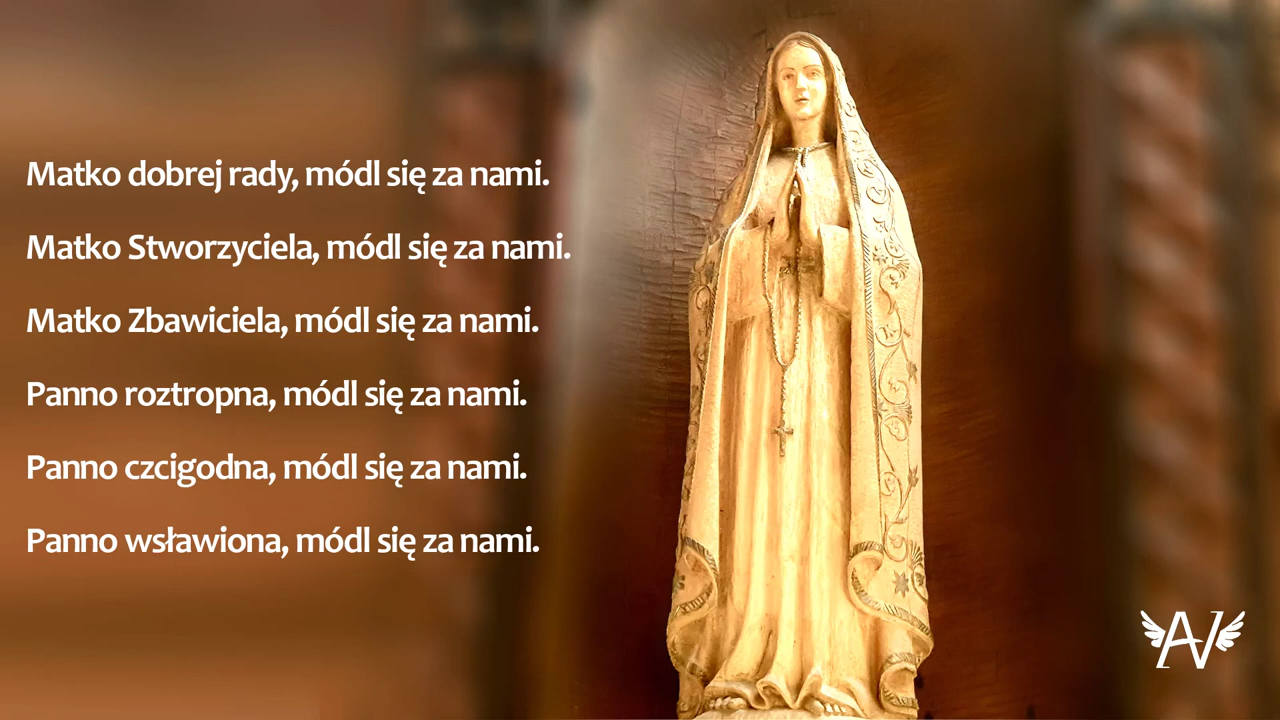 Matko dobrej rady, módl się za nami.
Matko Stworzyciela, módl się za nami.
Matko Zbawiciela, módl się za nami.
Panno roztropna, módl się za nami.
Panno czcigodna, módl się za nami.
Panno wsławiona, módl się za nami.
AV